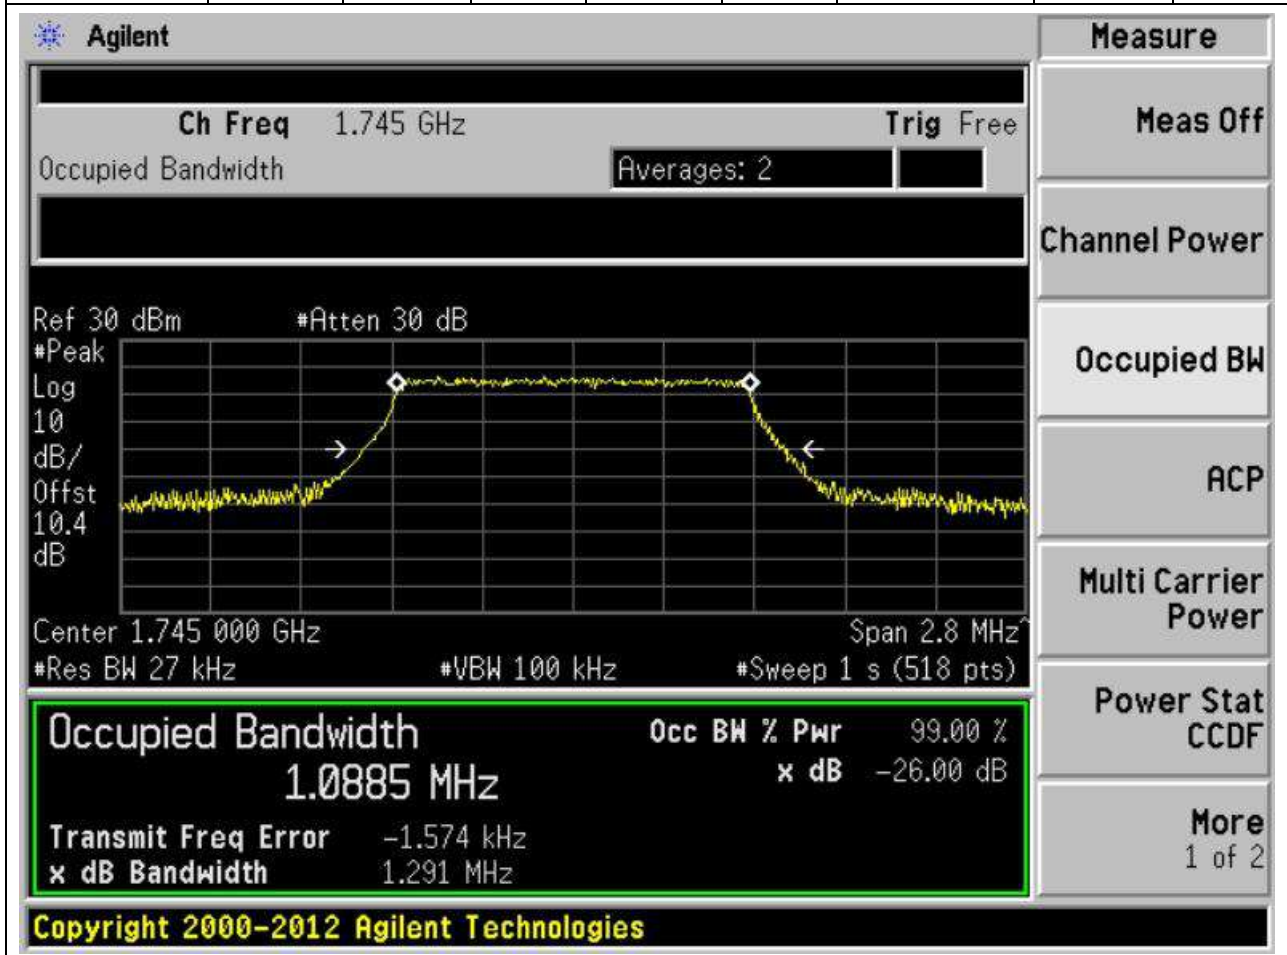 Agilent
Measure
Ch Freq 1.745 GHz Trig Free
Occupied Bandwidth Averages: 2
Meas Off
Channel Power
Occupied BW
ACP
Multi Carrier
Power
Power Stat
CCDF
More
1 of 2
Ref 30 dBm #Atten 30 dB
#Peak
Log
10
dB/
Offst
10.4
dB
Center 1.745 000 GHz Span 2.8 MHz^
#Res BW 27 kHz #VBW 100 kHz #Sweep 1 s (518 pts)
Occupied Bandwidth Occ BW % Pwr 99.00 %
1.0885 MHz x dB -26.00 dB
Transmit Freq Error -1.574 kHz
x dB Bandwidth 1.291 MHz
Copyright 2000-2012 Agilent Technologies